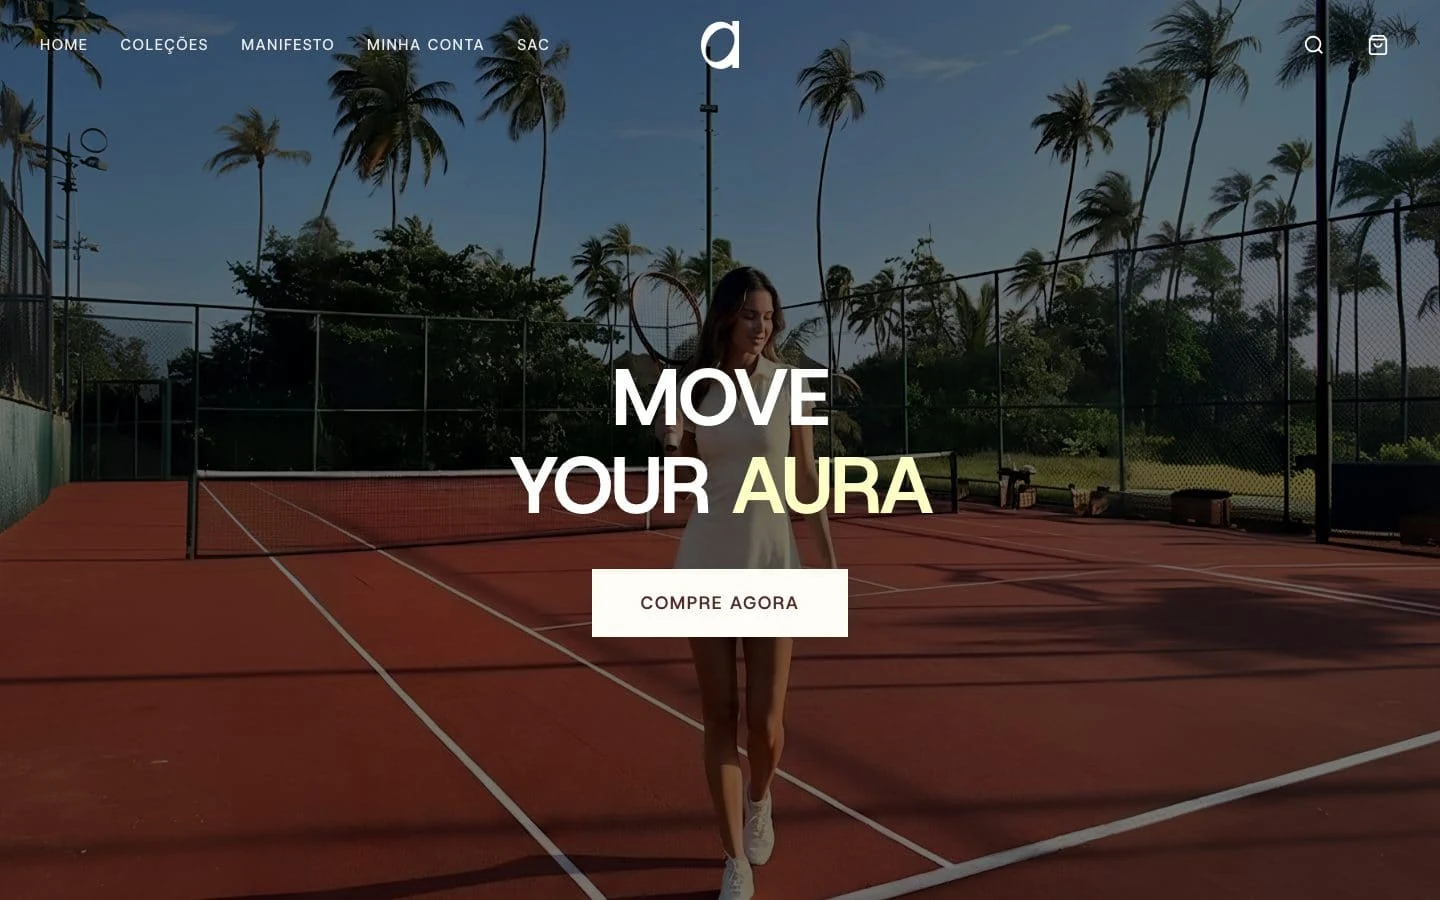 HOME
COLEÇÕES
MANIFESTO
MINHA CONTA
SAC
a
MOVE
YOUR AURA
COMPRE AGORA